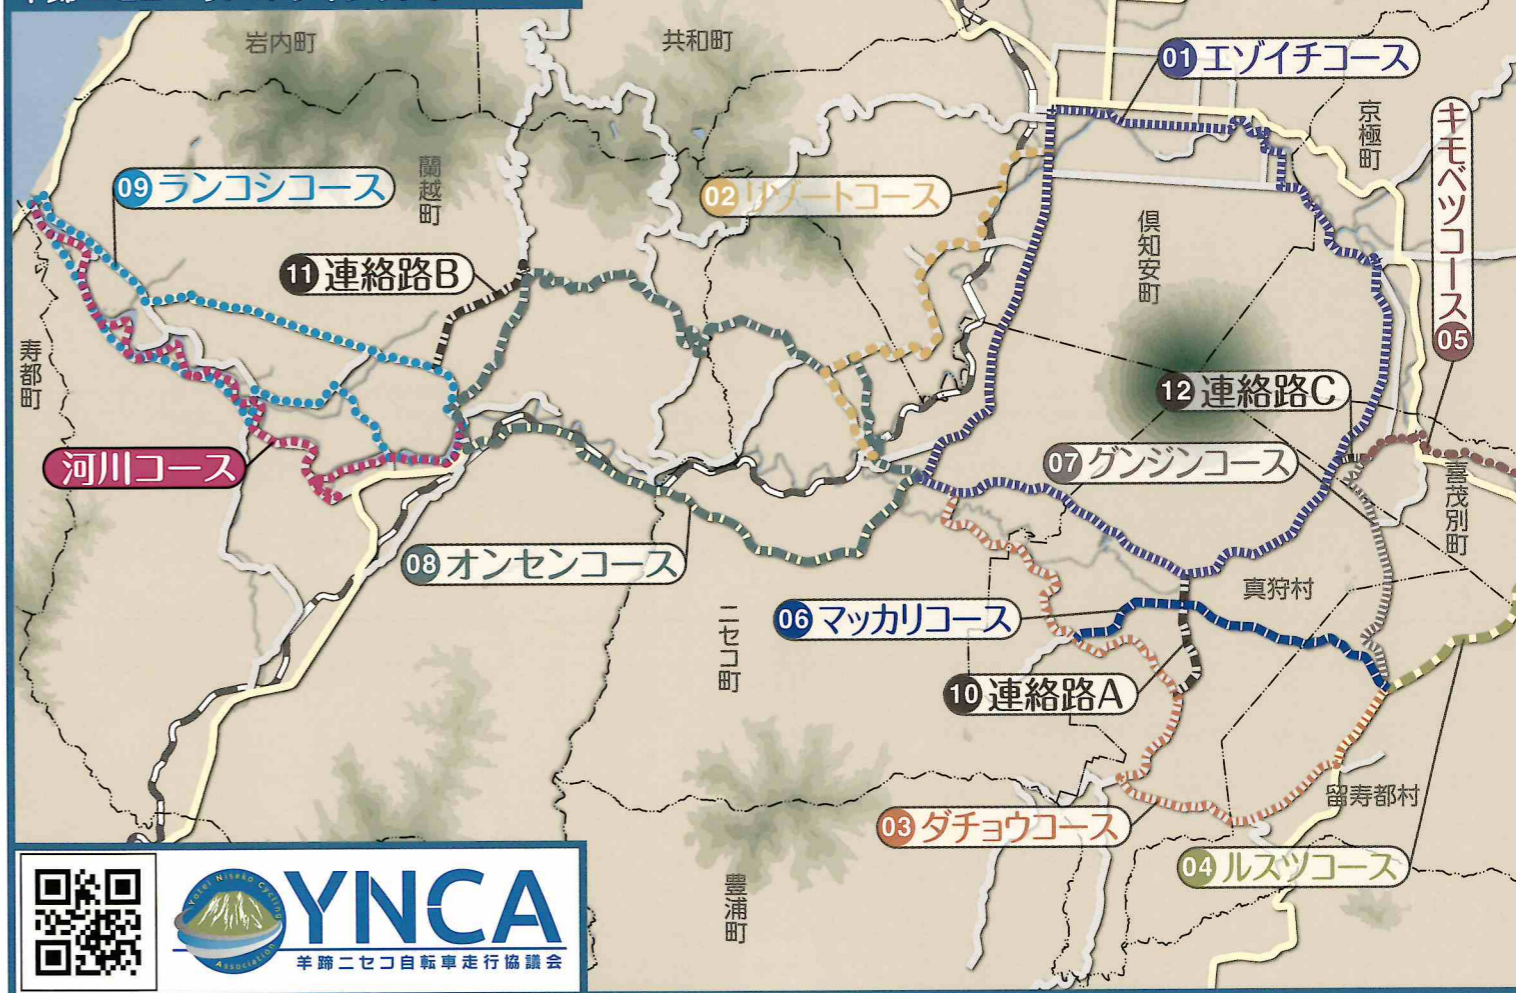 岩内町
共和町
01 エゾイチコース
京極町
キモベツコース 05
蘭越町
09 ランコシコース
02 リゾートコース
倶知安町
11 連絡路B
寿都町
12 連絡路C
河川コース
07 グンジンコース
喜茂別町
08 オンセンコース
真狩村
ニセコ町
06 マッカリコース
10 連絡路A
留寿都村
03 ダチョウコース
04 ルスツコース
豊浦町
Yotei Niseko Cycling
Association
YNCA
羊蹄ニセコ自転車走行協議会